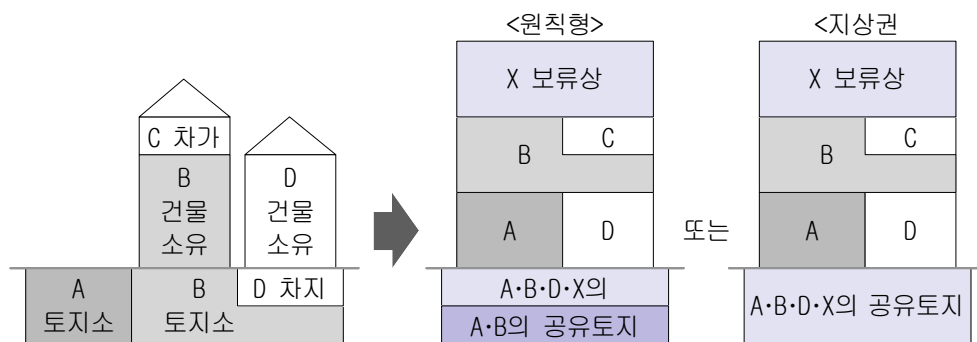 <원칙형>
<지상권
X 보류상
X 보류상
C 차가
B
건물
소유
D
건물
소유
B
C
A
D
또는
B
C
A
D
A
토지소
B
토지소
D 차지
A·B·D·X의
A·B의 공유토지
A·B·D·X의 공유토지